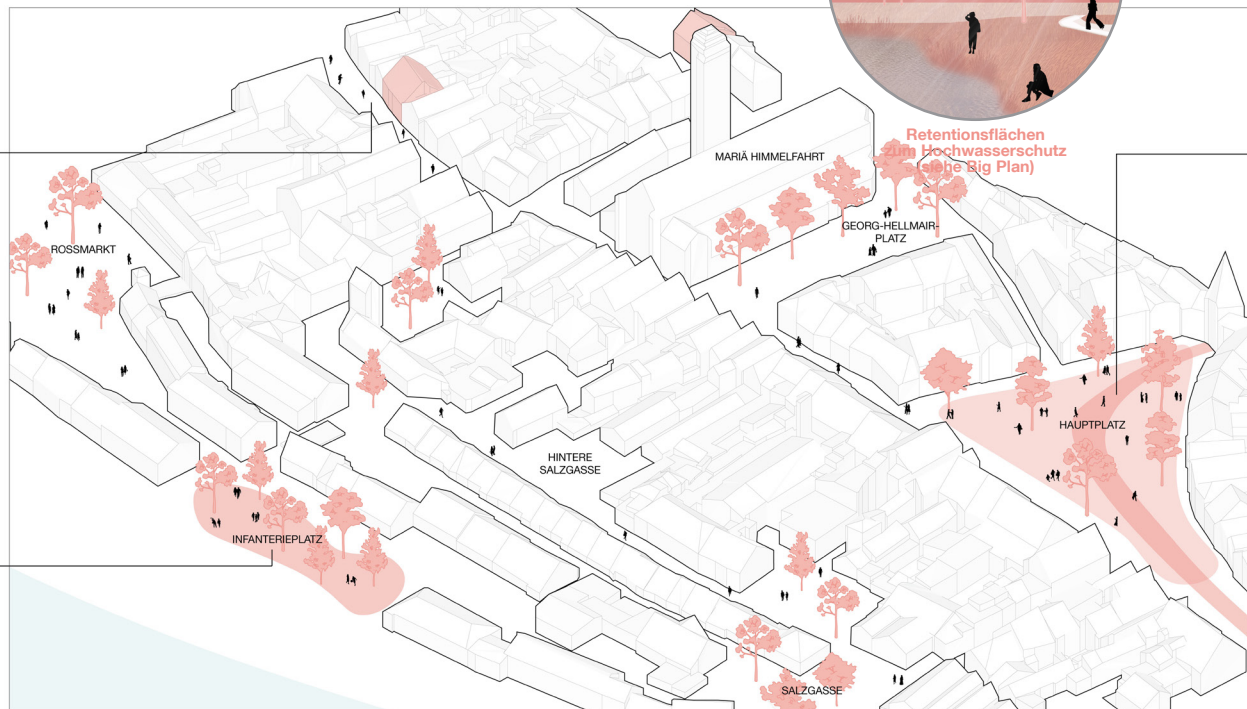 Retentionsflächen
zum Hochwasserschutz
(siehe Big Plan)
MARIÄ HIMMELFAHRT
GEORG-HELLMAIR-
PLATZ
ROSSMARKT
HAUPTPLATZ
HINTERE
SALZGASSE
INFANTERIEPLATZ
SALZGASSE